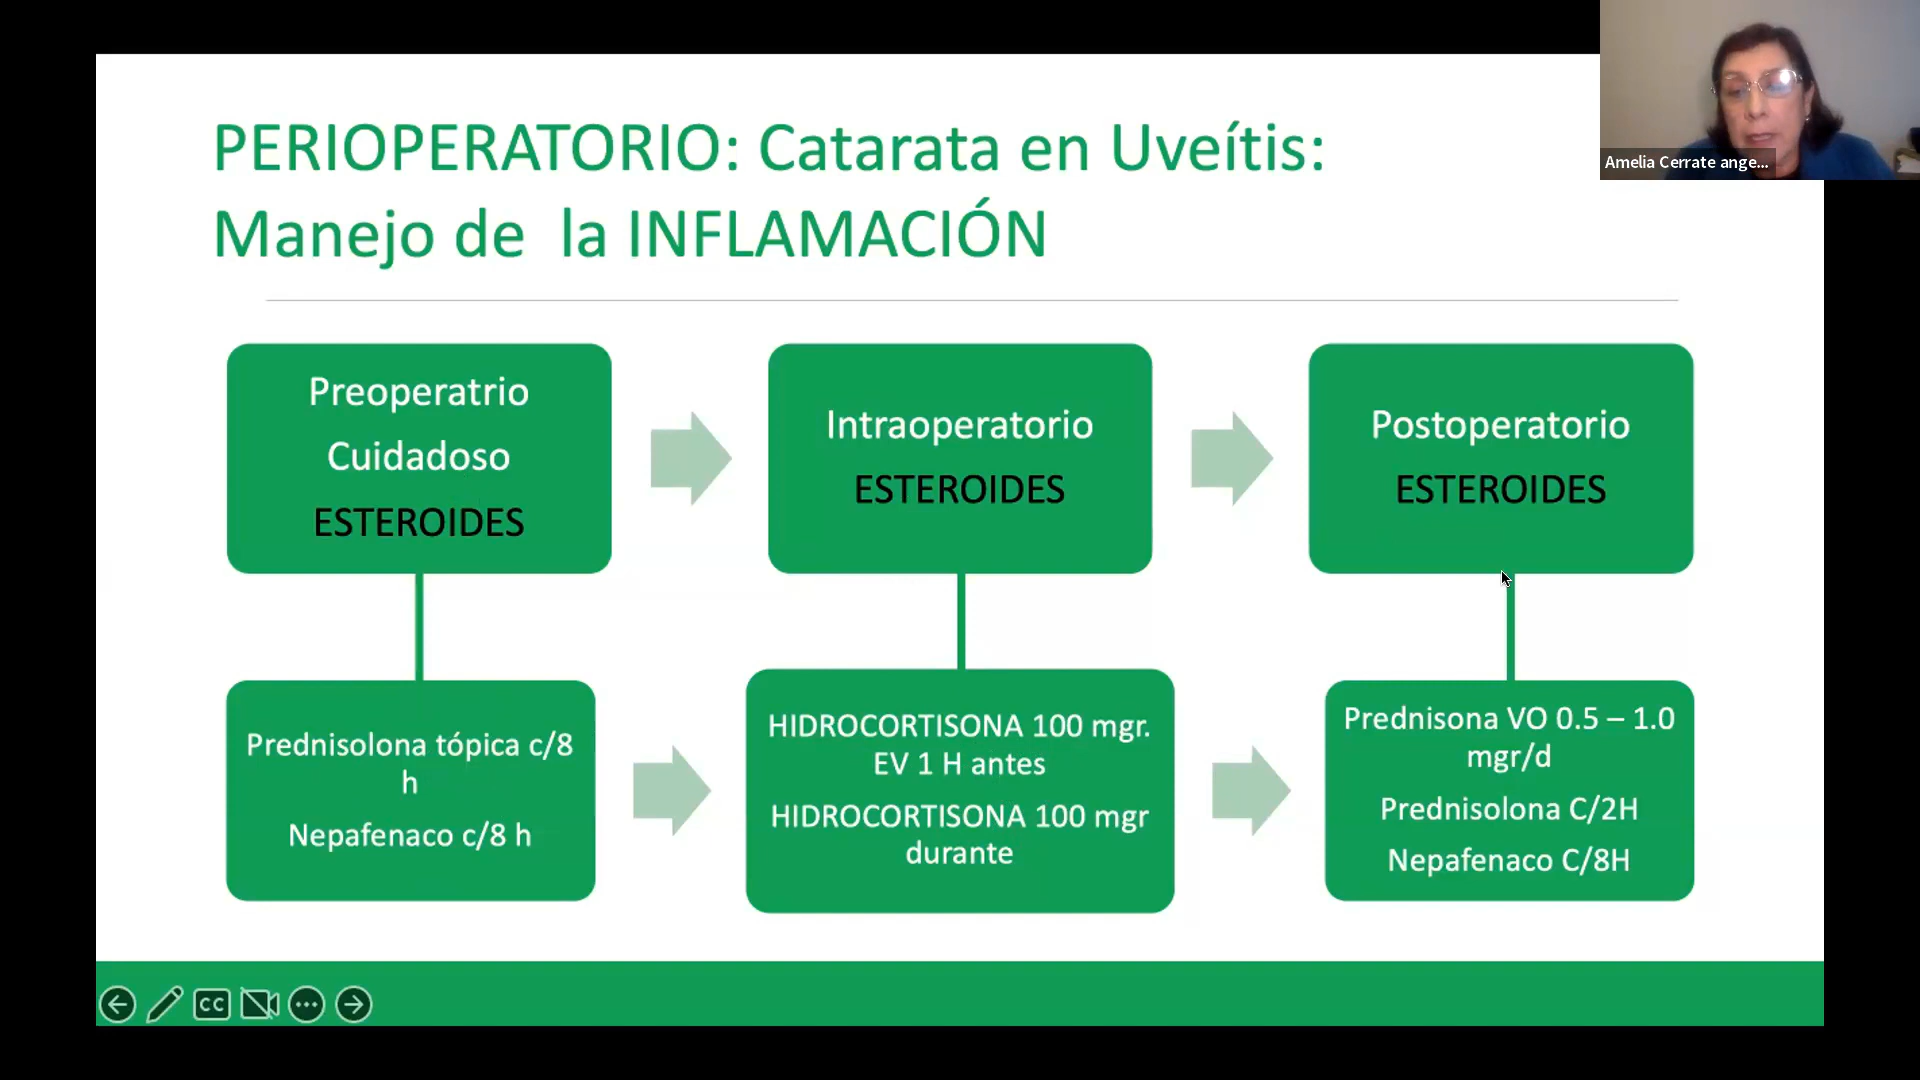 PERIOPERATORIO: Catarata en Uveítis:
Manejo de la INFLAMACIÓN
Amelia Cerrate ange...
Preoperatrio
Cuidadoso
ESTEROIDES
Intraoperatorio
ESTEROIDES
Postoperatorio
ESTEROIDES
Prednisolona tópica c/8
h
Nepafenaco c/8 h
HIDROCORTISONA 100 mgr.
EV 1 H antes
HIDROCORTISONA 100 mgr
durante
Prednisona VO 0.5 – 1.0
mgr/d
Prednisolona C/2H
Nepafenaco C/8H
CC